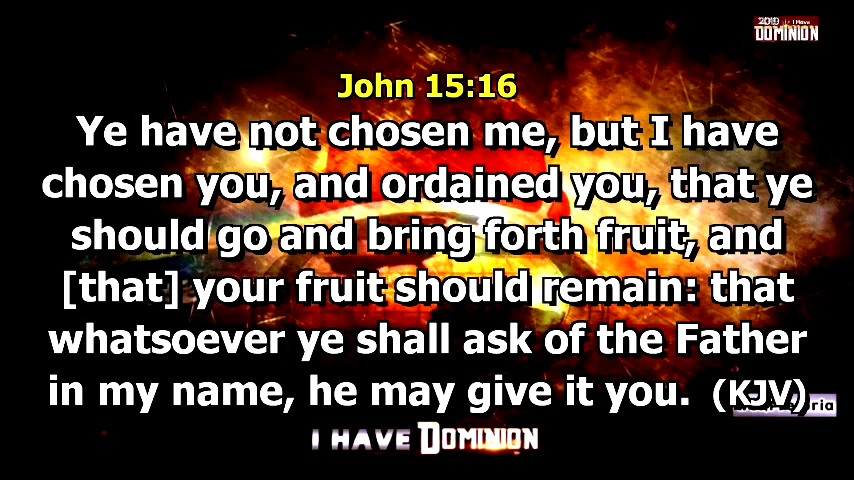 2019 I Have
DOMINION
John 15:16
Ye have not chosen me, but I have
chosen you, and ordained you, that ye
should go and bring forth fruit, and
[that] your fruit should remain: that
whatsoever ye shall ask of the Father
in my name, he may give it you. (KJV)
I HAVE DOMINION